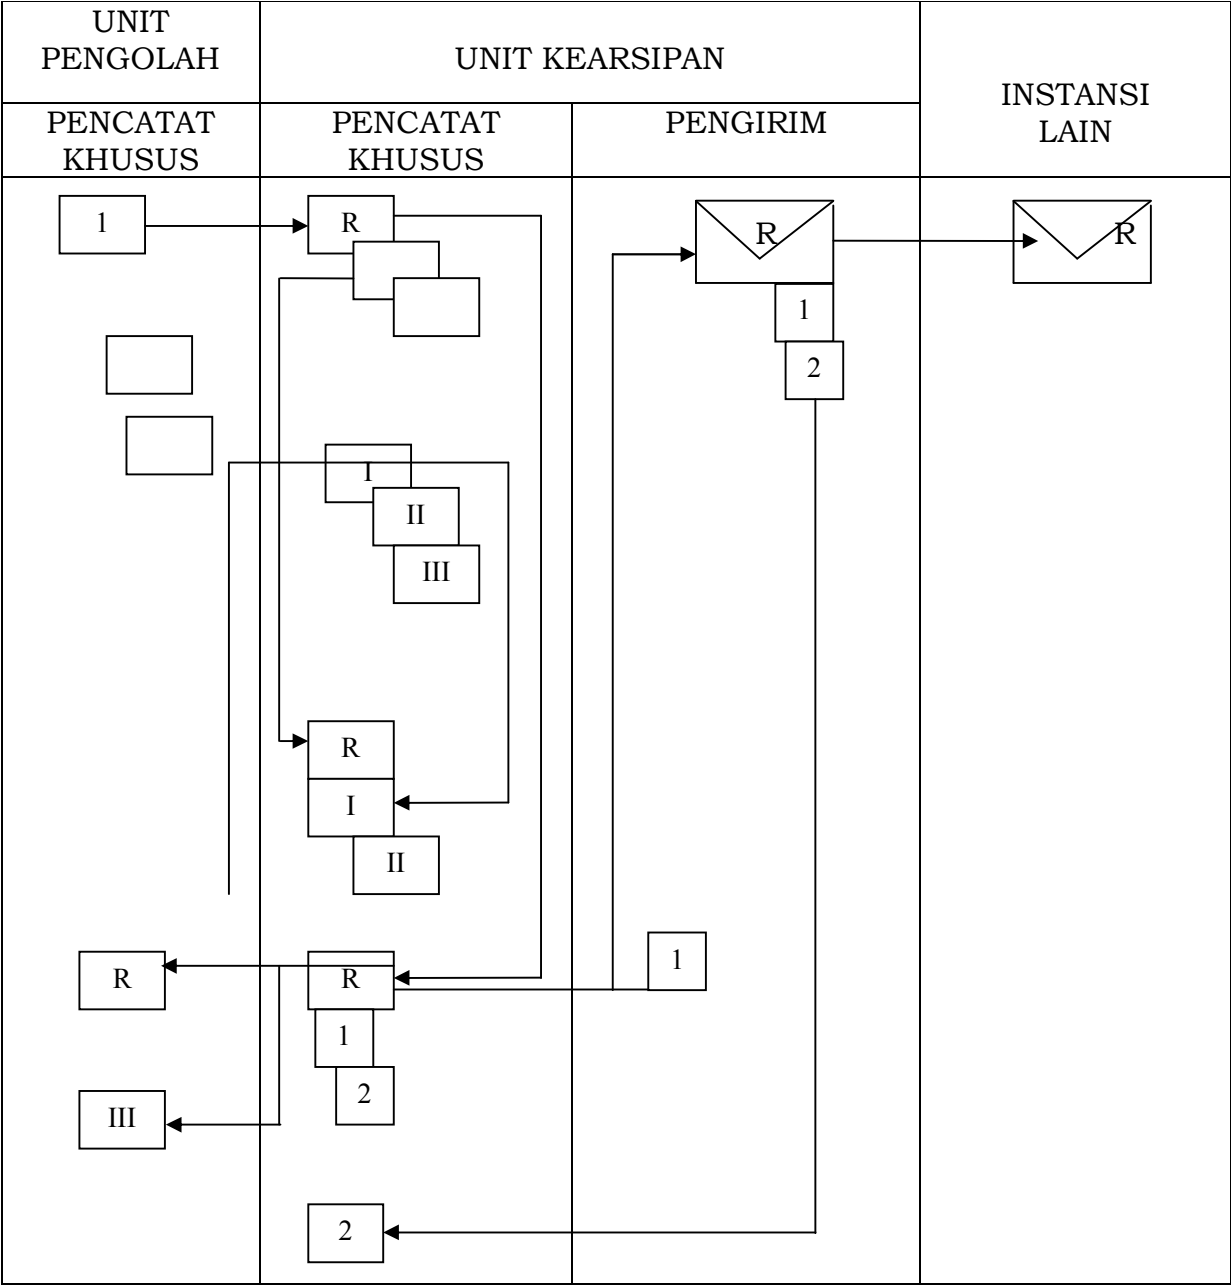 UNIT
PENGOLAH
UNIT KEARSIPAN
INSTANSI
LAIN
PENCATAT
KHUSUS
PENCATAT
KHUSUS
PENGIRIM
1
R
R
R
1
2
I
II
III
R
I
II
1
R
R
1
2
III
2